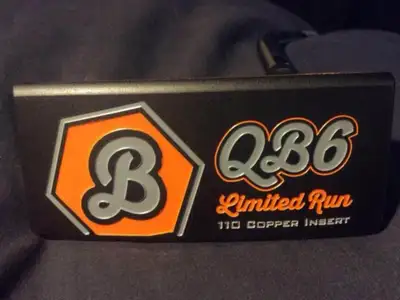 B
QB6
Limited Run
110 Copper Insert